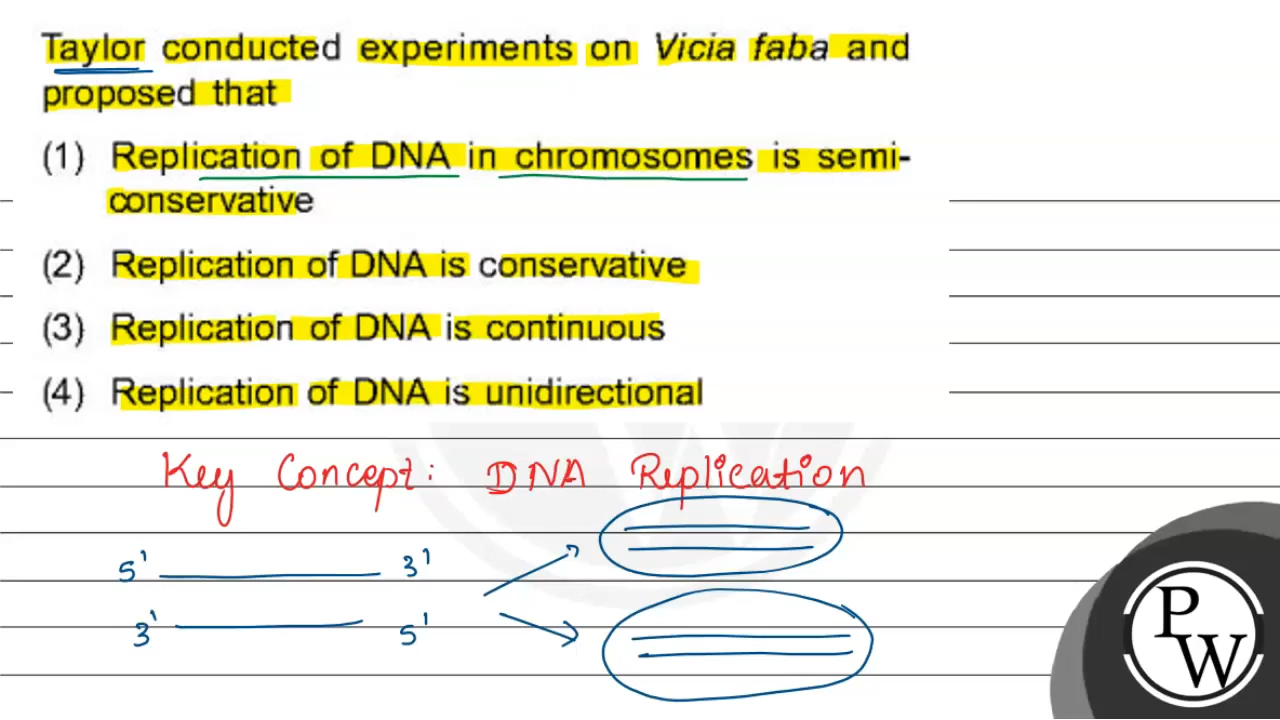 Taylor conducted experiments on Vicia faba and
proposed that
(1) Replication of DNA in chromosomes is semi-
conservative
(2) Replication of DNA is conservative
(3) Replication of DNA is continuous
(4) Replication of DNA is unidirectional
Key Concept: DNA Replication
5' 3'
3' 5'
P
W